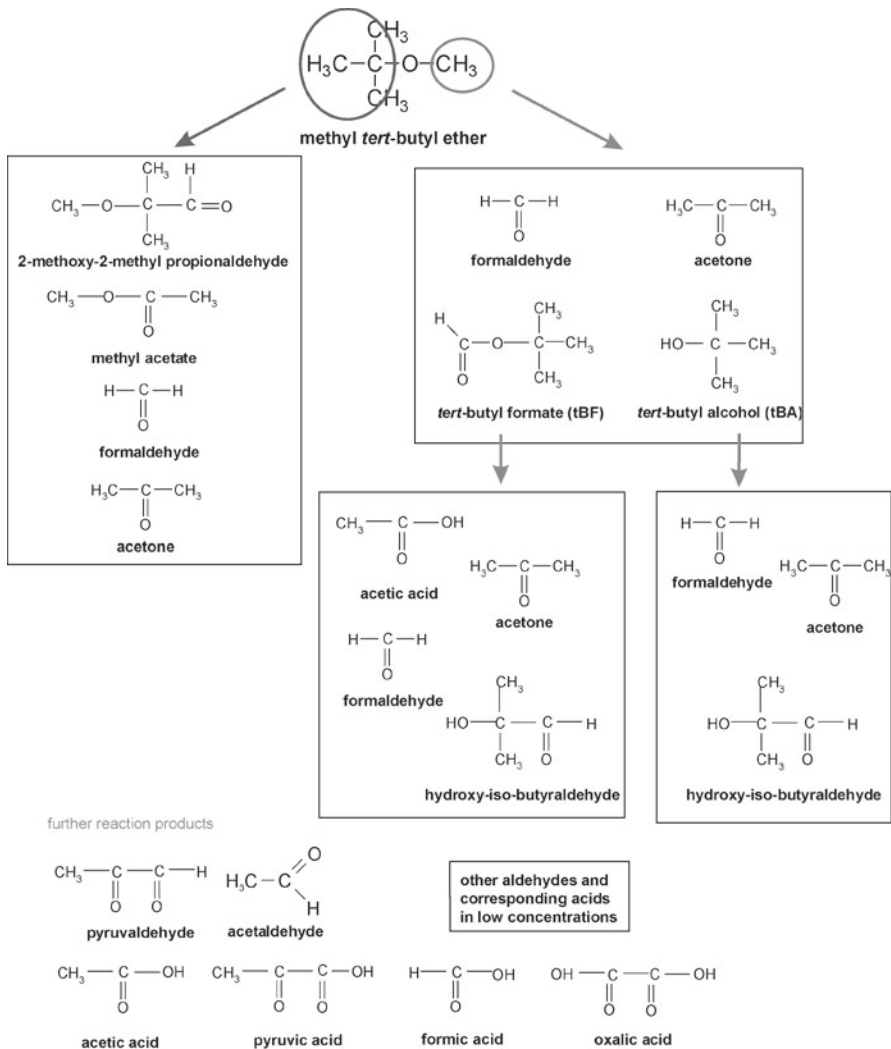 CH₃
H₃C—C—O—CH₃
CH₃
methyl tert-butyl ether
CH₃ H
CH₃—O—C—C=O
CH₃
2-methoxy-2-methyl propionaldehyde
CH₃—O—C—CH₃
O
methyl acetate
H—C—H
O
formaldehyde
H₃C—C—CH₃
O
acetone
H—C—H
O
formaldehyde
H₃C—C—CH₃
O
acetone
H CH₃
C—O—C—CH₃
O CH₃
tert-butyl formate (tBF)
CH₃
HO—C—CH₃
CH₃
tert-butyl alcohol (tBA)
CH₃—C—OH
O
acetic acid
H₃C—C—CH₃
O
acetone
H—C—H
O
formaldehyde
CH₃
HO—C—C—H
CH₃ O
hydroxy-iso-butyraldehyde
H—C—H
O
formaldehyde
H₃C—C—CH₃
O
acetone
CH₃
HO—C—C—H
CH₃ O
hydroxy-iso-butyraldehyde
further reaction products
CH₃—C—C—H
O O
pyruvaldehyde
O
H₃C—C
H
acetaldehyde
other aldehydes and
corresponding acids
in low concentrations
CH₃—C—OH
O
acetic acid
CH₃—C—C—OH
O O
pyruvic acid
H—C—OH
O
formic acid
OH—C—C—OH
O O
oxalic acid